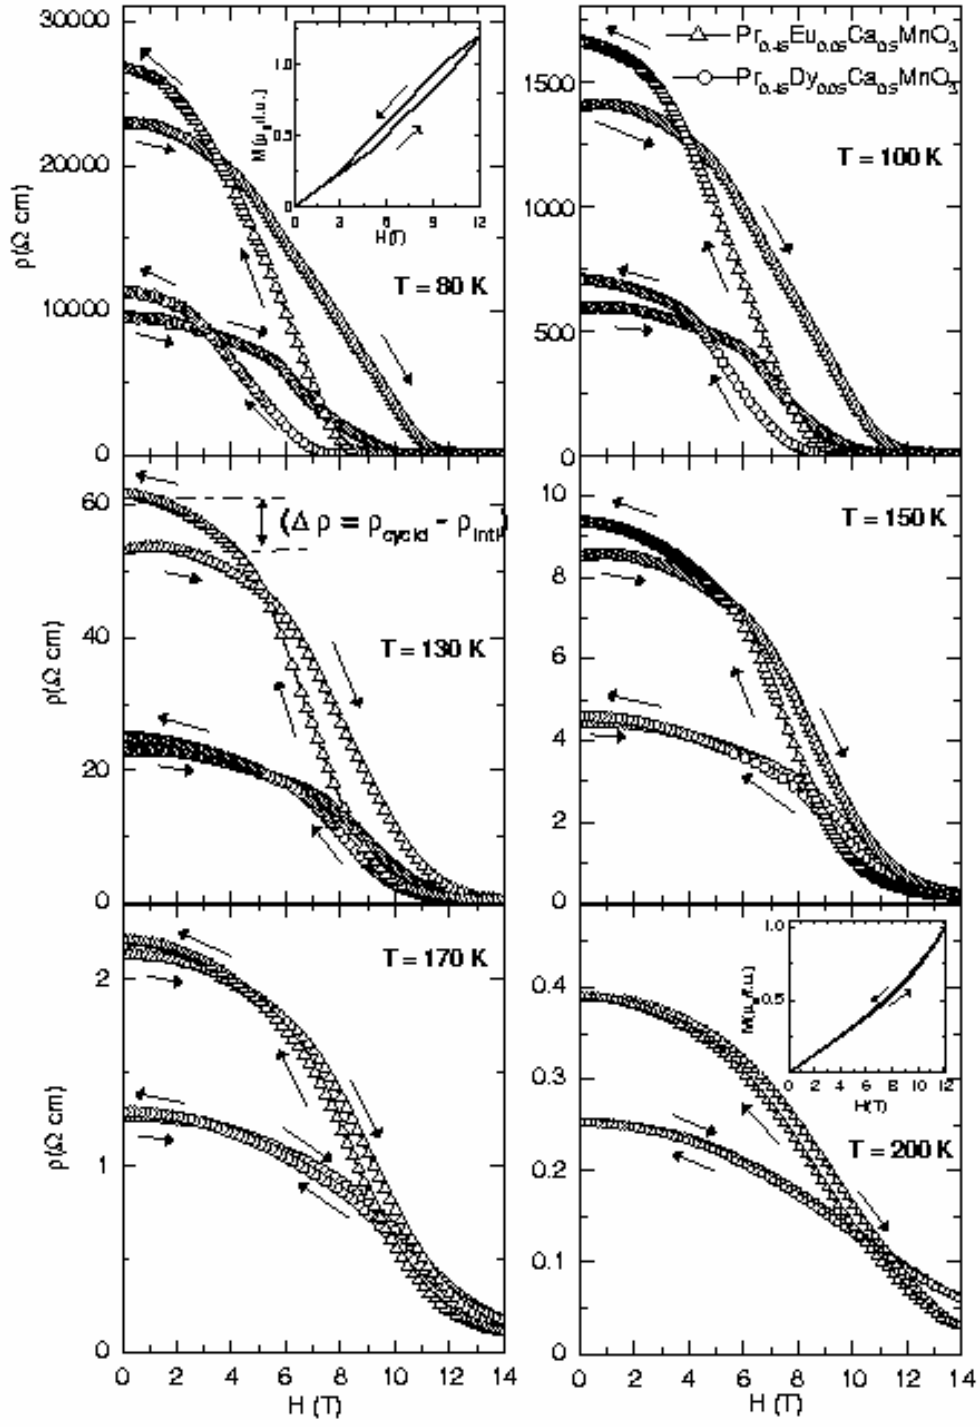 30000
20000
10000
0
ρ(Ω cm)
1.0
0.5
0
M(μB/f.u.)
0 3 6 9 12
H(T)
T = 80 K
1500
1000
500
0
Pr0.45Eu0.05Ca0.5MnO3
Pr0.45Dy0.05Ca0.5MnO3
T = 100 K
60
40
20
0
ρ(Ω cm)
(Δ ρ = ρcycld - ρintl)
T = 130 K
10
8
6
4
2
0
T = 150 K
2
1
0
ρ(Ω cm)
T = 170 K
0 2 4 6 8 10 12 14
H (T)
0.4
0.3
0.2
0.1
0
1.0
0.5
M(μB/f.u.)
0 2 4 6 8 10 12
H(T)
T = 200 K
0 2 4 6 8 10 12 14
H (T)